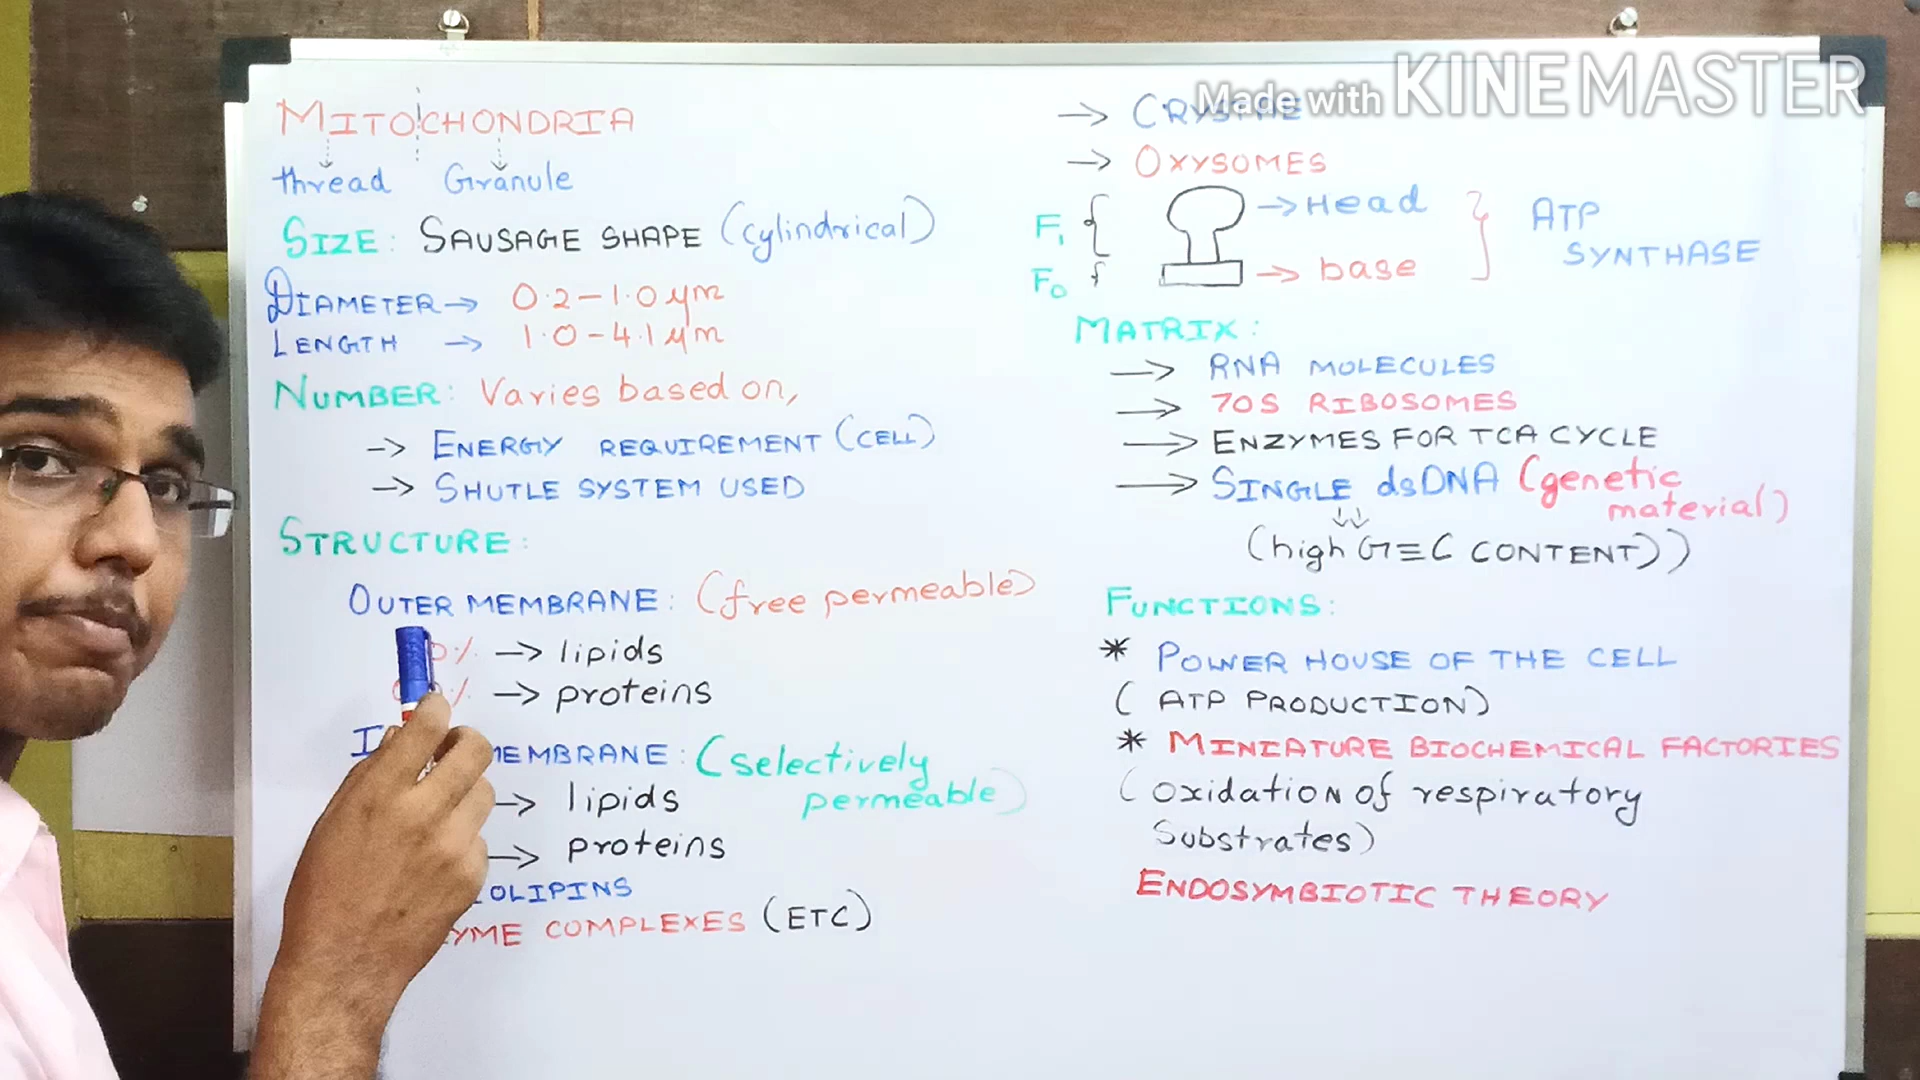 MITOCHONDRIA
thread Granule
SIZE: SAUSAGE SHAPE (cylindrical)
DIAMETER → 0.2 – 1.0 µm
LENGTH → 1.0 – 4.1 µm
NUMBER: Varies based on,
→ ENERGY REQUIREMENT (CELL)
→ SHUTLE SYSTEM USED
STRUCTURE:
OUTER MEMBRANE: (free permeable)
→ lipids
→ proteins
MEMBRANE: (selectively
permeable)
→ lipids
→ proteins
COMPLEXES (ETC)
Made with KINEMASTER
→ OXYSOMES
F1 { → Head } ATP
SYNTHASE
F0 { → base
MATRIX:
→ RNA MOLECULES
→ 70S RIBOSOMES
→ ENZYMES FOR TCA CYCLE
→ SINGLE dsDNA (genetic
material)
(high G≡C CONTENT))
FUNCTIONS:
* POWER HOUSE OF THE CELL
(ATP PRODUCTION)
* MINIATURE BIOCHEMICAL FACTORIES
(Oxidation of respiratory
Substrates)
ENDOSYMBIOTIC THEORY